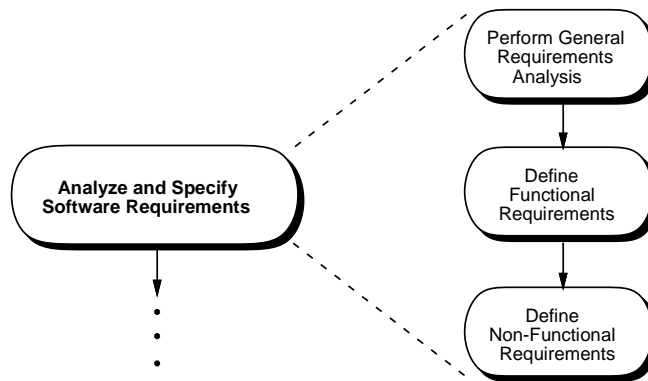 Perform General
Requirements
Analysis
Analyze and Specify
Software Requirements
Define
Functional
Requirements
Define
Non-Functional
Requirements